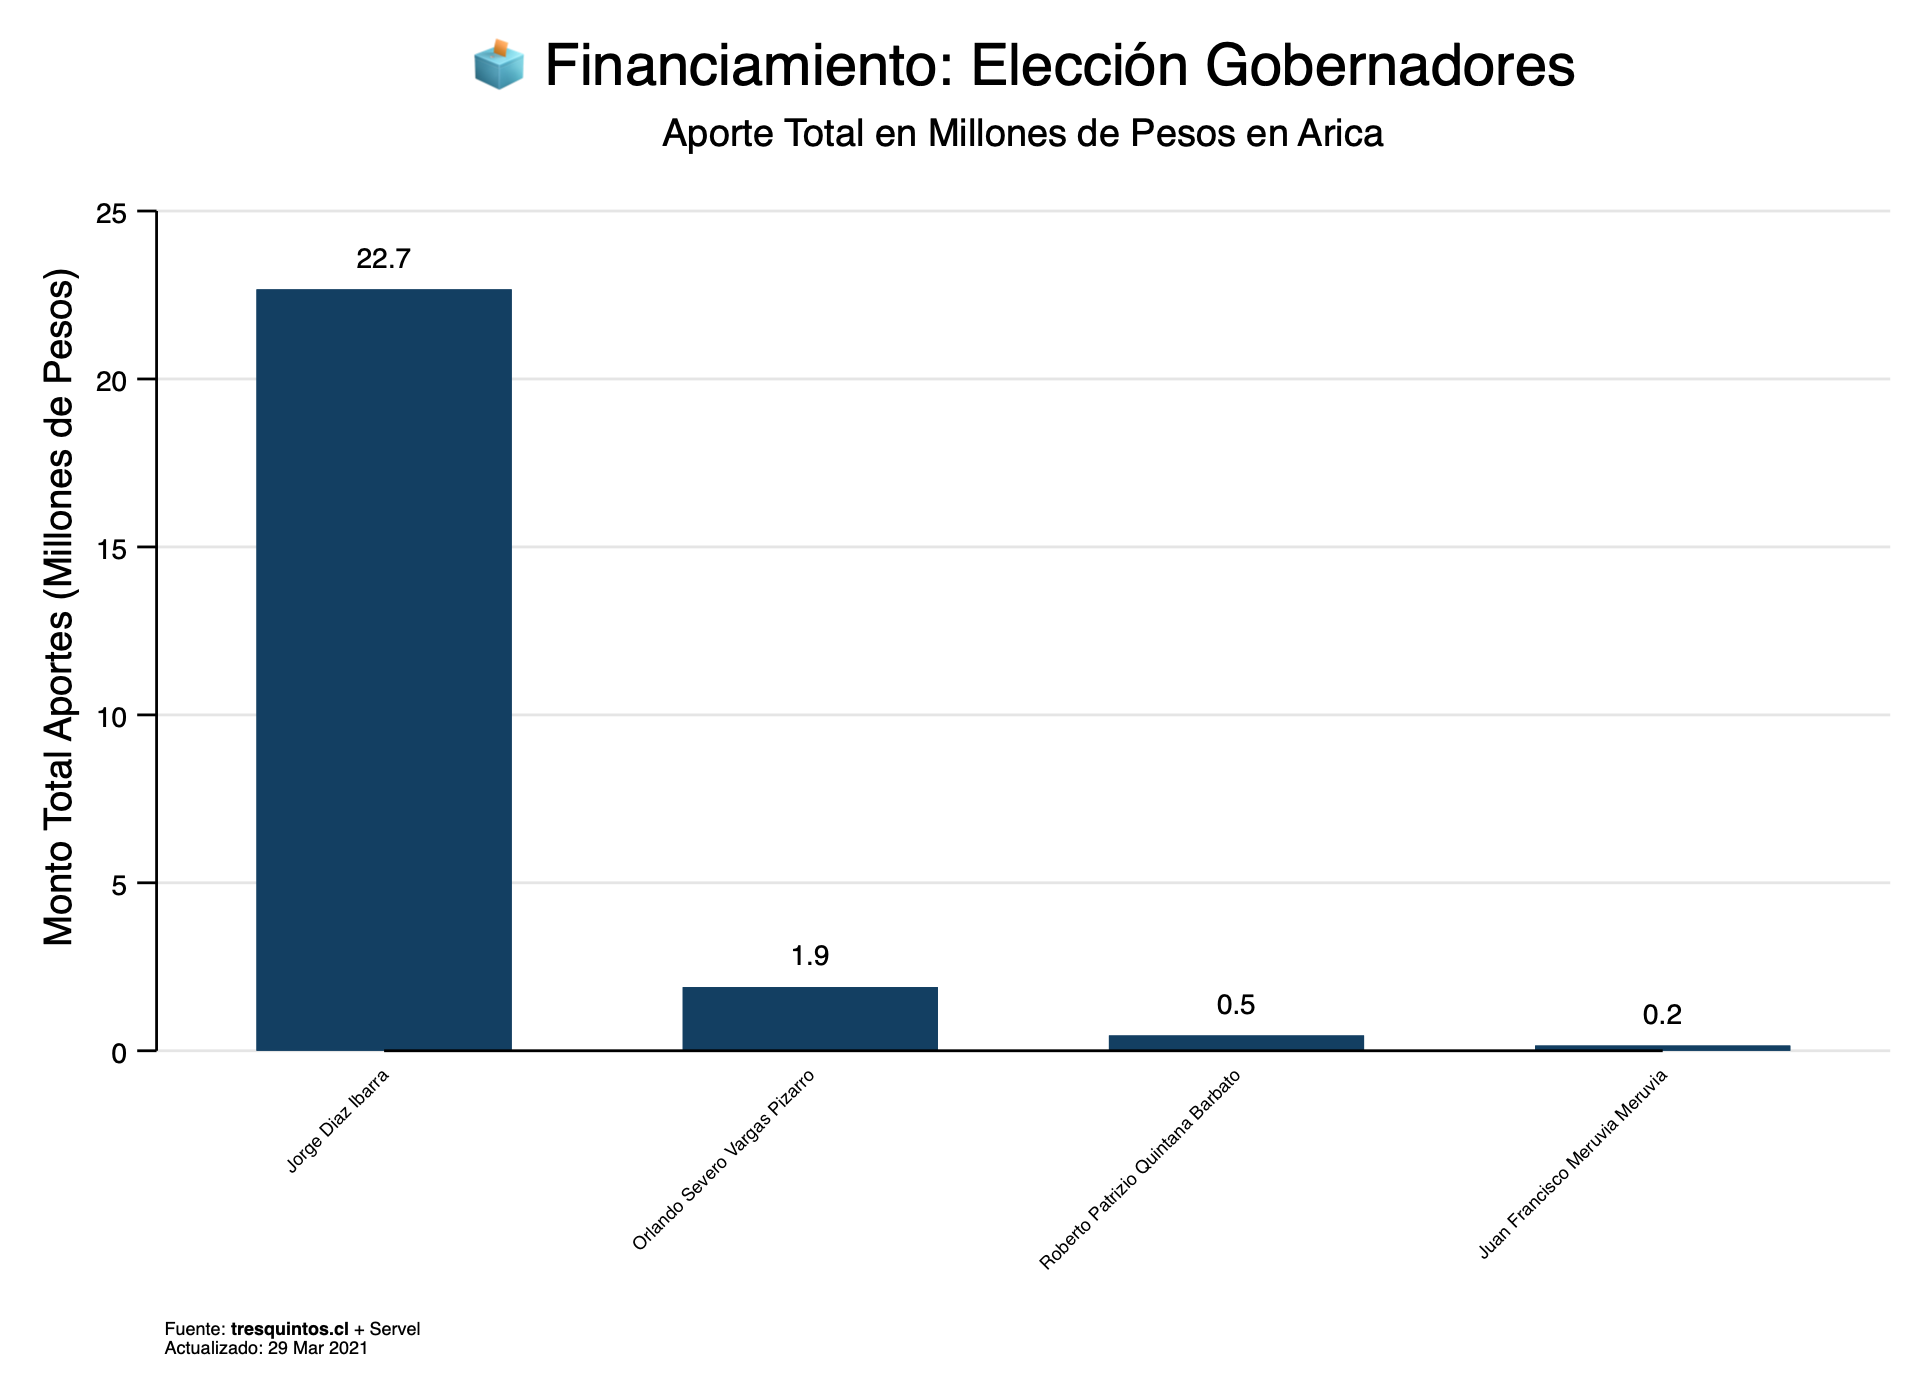 Financiamiento: Elección Gobernadores
Aporte Total en Millones de Pesos en Arica
Monto Total Aportes (Millones de Pesos)
25
20
15
10
5
0
22.7
1.9
0.5
0.2
Jorge Diaz Ibarra
Orlando Severo Vargas Pizarro
Roberto Patrizio Quintana Barbato
Juan Francisco Meruvia Meruvia
Fuente: tresquintos.cl + Servel
Actualizado: 29 Mar 2021